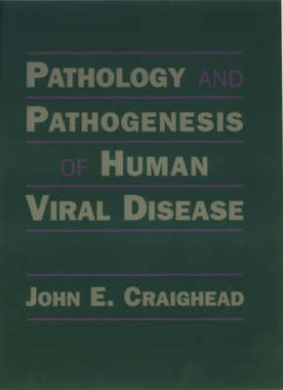 PATHOLOGY AND
PATHOGENESIS
OF HUMAN
VIRAL DISEASE
JOHN E. CRAIGHEAD